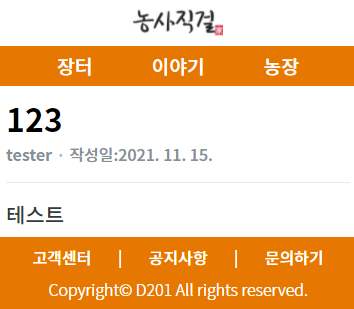 농사직걸
장터 이야기 농장
123
tester · 작성일:2021. 11. 15.
테스트
고객센터 | 공지사항 | 문의하기
Copyright© D201 All rights reserved.